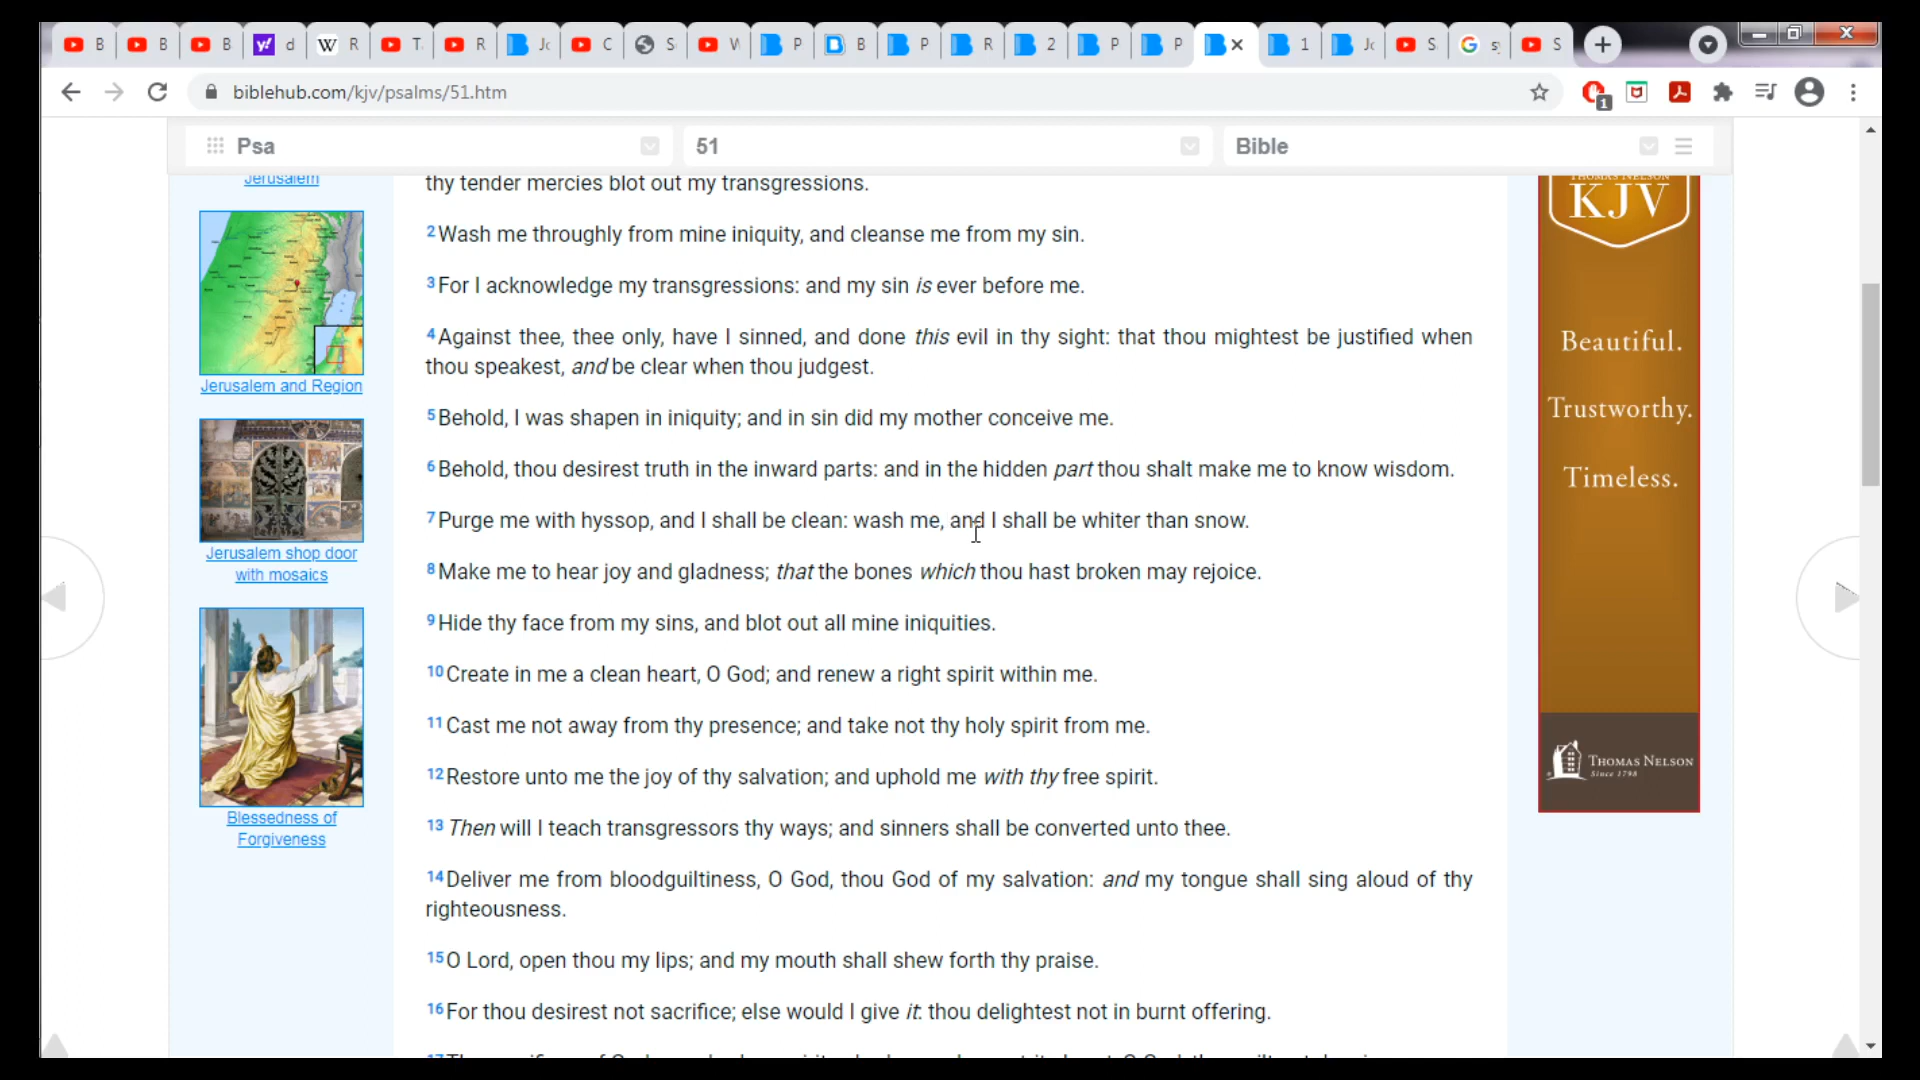 B B B d R T R J C S V P B P R 2 P P 1 J S S
biblehub.com/kjv/psalms/51.htm
1
Psa 51 Bible
Jerusalem
Jerusalem and Region
Jerusalem shop door
with mosaics
Blessedness of
Forgiveness
thy tender mercies blot out my transgressions.
2 Wash me throughly from mine iniquity, and cleanse me from my sin.
3 For I acknowledge my transgressions: and my sin is ever before me.
4 Against thee, thee only, have I sinned, and done this evil in thy sight: that thou mightest be justified when
thou speakest, and be clear when thou judgest.
5 Behold, I was shapen in iniquity; and in sin did my mother conceive me.
6 Behold, thou desirest truth in the inward parts: and in the hidden part thou shalt make me to know wisdom.
7 Purge me with hyssop, and I shall be clean: wash me, and I shall be whiter than snow.
8 Make me to hear joy and gladness; that the bones which thou hast broken may rejoice.
9 Hide thy face from my sins, and blot out all mine iniquities.
10 Create in me a clean heart, O God; and renew a right spirit within me.
11 Cast me not away from thy presence; and take not thy holy spirit from me.
12 Restore unto me the joy of thy salvation; and uphold me with thy free spirit.
13 Then will I teach transgressors thy ways; and sinners shall be converted unto thee.
14 Deliver me from bloodguiltiness, O God, thou God of my salvation: and my tongue shall sing aloud of thy
righteousness.
15 O Lord, open thou my lips; and my mouth shall shew forth thy praise.
16 For thou desirest not sacrifice; else would I give it: thou delightest not in burnt offering.
THOMAS NELSON
KJV
Beautiful.
Trustworthy.
Timeless.
THOMAS NELSON
Since 1798